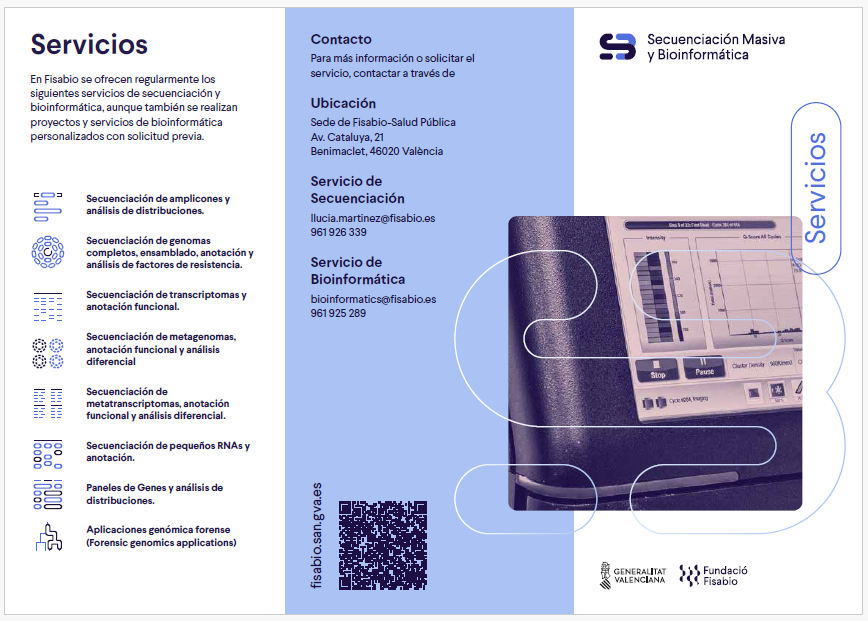 Servicios
En Fisabio se ofrecen regularmente los
siguientes servicios de secuenciación y
bioinformática, aunque también se realizan
proyectos y servicios de bioinformática
personalizados con solicitud previa.
Secuenciación de amplicones y
análisis de distribuciones.
Secuenciación de genomas
completos, ensamblado, anotación y
análisis de factores de resistencia.
Secuenciación de transcriptomas y
anotación funcional.
Secuenciación de metagenomas,
anotación funcional y análisis
diferencial
Secuenciación de
metatranscriptomas, anotación
funcional y análisis diferencial.
Secuenciación de pequeños RNAs y
anotación.
Paneles de Genes y análisis de
distribuciones.
Aplicaciones genómica forense
(Forensic genomics applications)
Contacto
Para más información o solicitar el
servicio, contactar a través de
Ubicación
Sede de Fisabio-Salud Pública
Av. Cataluya, 21
Benimaclet, 46020 València
Servicio de
Secuenciación
llucia.martinez@fisabio.es
961 926 339
Servicio de
Bioinformática
bioinformatics@fisabio.es
961 925 289
fisabio.san.gva.es
Secuenciación Masiva
y Bioinformática
Servicios
Intensity
Stop
Pause
Cluster Density
GENERALITAT
VALENCIANA
Fundació
Fisabio